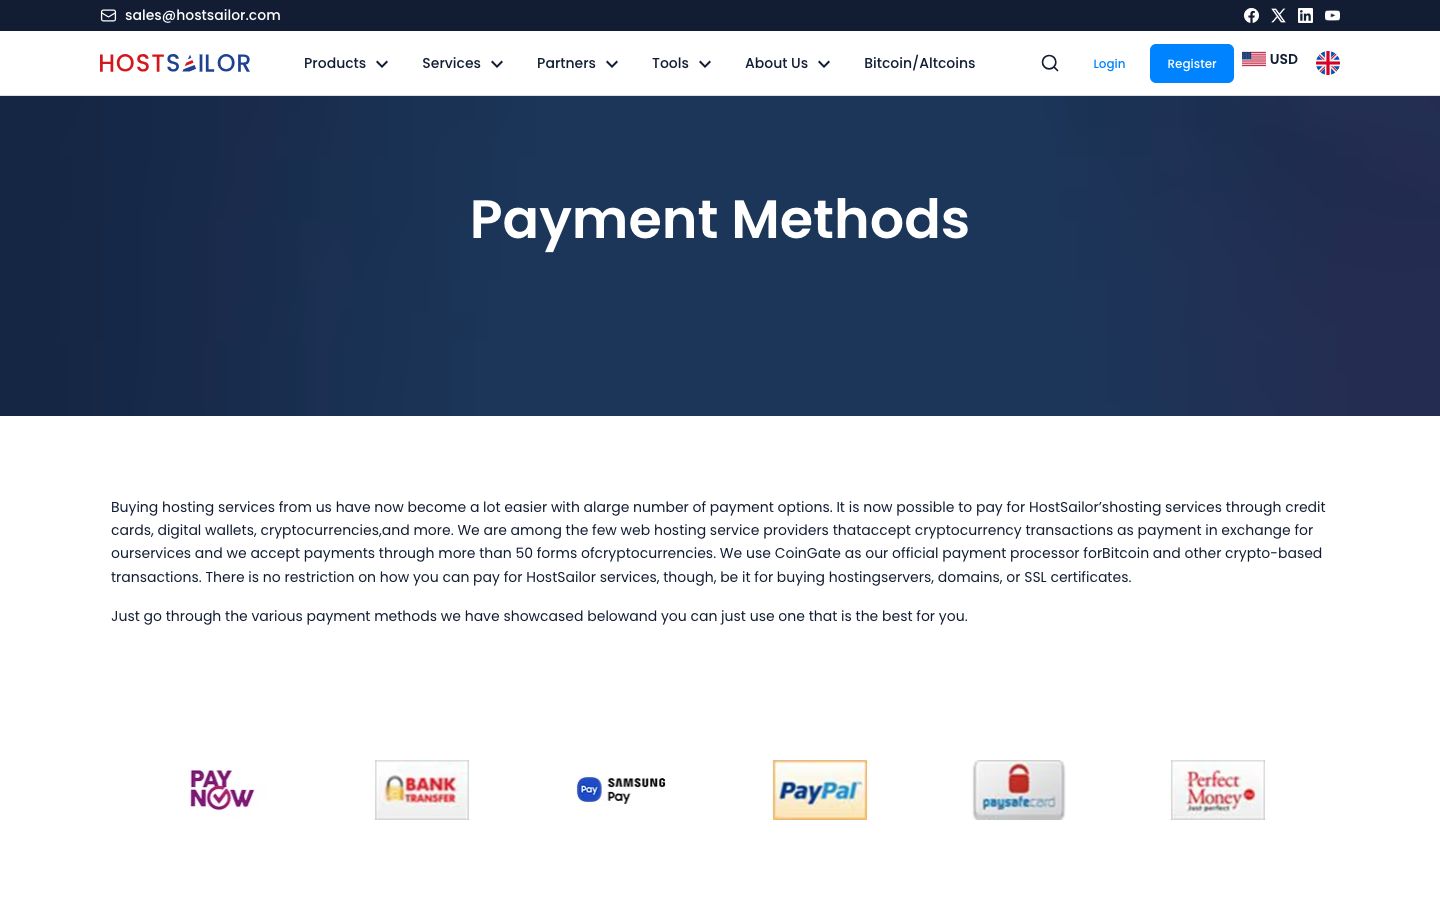 sales@hostsailor.com
HOSTSAILOR
Products
Services
Partners
Tools
About Us
Bitcoin/Altcoins
Login
Register
USD
Payment Methods
Buying hosting services from us have now become a lot easier with alarge number of payment options. It is now possible to pay for HostSailor’shosting services through credit
cards, digital wallets, cryptocurrencies,and more. We are among the few web hosting service providers thataccept cryptocurrency transactions as payment in exchange for
ourservices and we accept payments through more than 50 forms ofcryptocurrencies. We use CoinGate as our official payment processor forBitcoin and other crypto-based
transactions. There is no restriction on how you can pay for HostSailor services, though, be it for buying hostingservers, domains, or SSL certificates.
Just go through the various payment methods we have showcased belowand you can just use one that is the best for you.
PAY
NOW
BANK
TRANSFER
Pay
SAMSUNG
Pay
PayPal
paysafecard
Perfect
Money
Just perfect